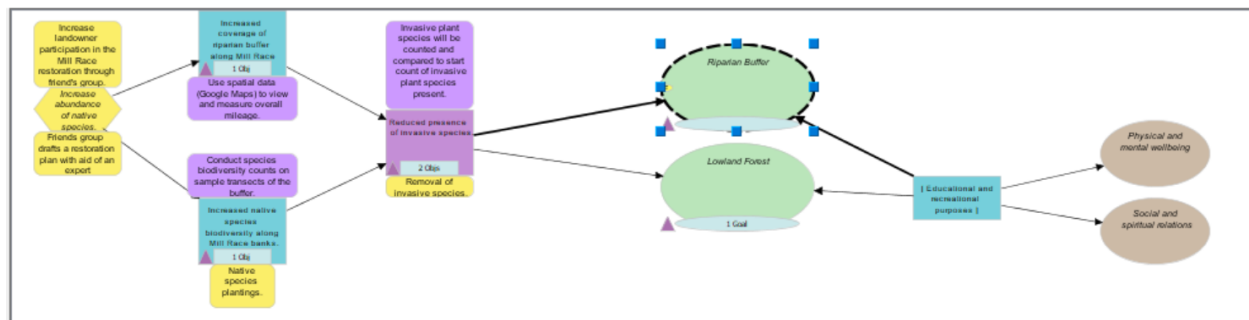 Increase
landowner
participation in the
Mill Race
restoration through
friend's group.
Increase
abundance
of native
species.
Friends group
drafts a restoration
plan with aid of an
expert
Increased
coverage of
riparian buffer
along Mill Race
1 Obj
Use spatial data
(Google Maps) to view
and measure overall
mileage.
Conduct species
biodiversity counts on
sample transects of the
buffer.
Increased native
species
biodiversity along
Mill Race banks.
1 Obj
Native
species
plantings.
Invasive plant
species will be
counted and
compared to start
count of invasive
plant species
present.
Reduced presence
of invasive species.
2 Objs
Removal of
invasive species.
Riparian Buffer
Lowland Forest
1 Goal
[ Educational and
recreational
purposes ]
Physical and
mental wellbeing
Social and
spiritual relations